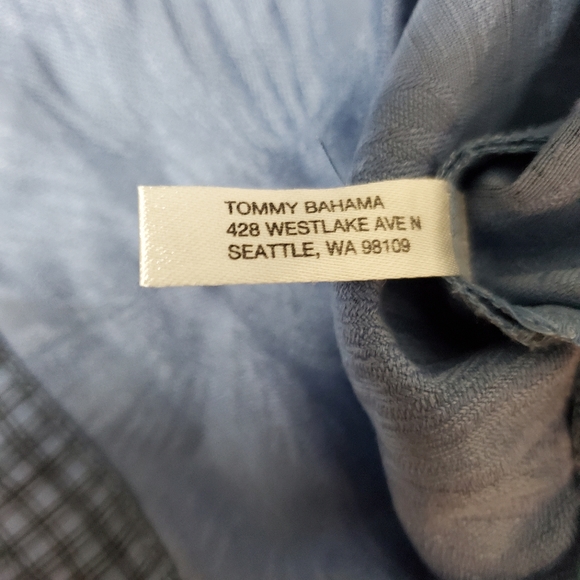 TOMMY BAHAMA
428 WESTLAKE AVE N
SEATTLE, WA 98109